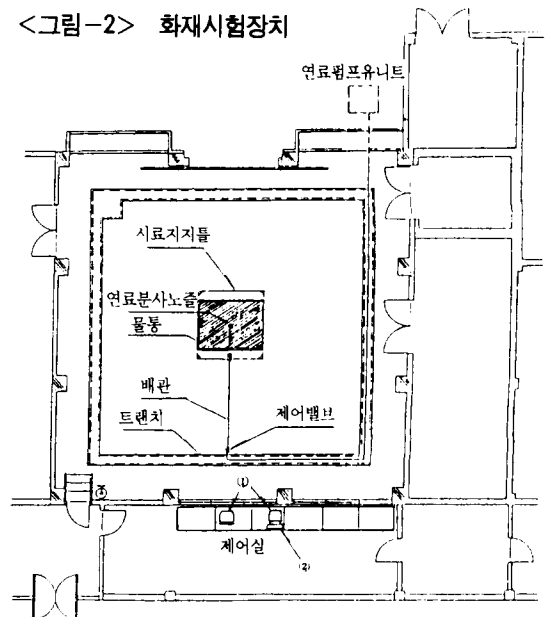 <그림-2> 화재시험장치
연료펌프유니트
시료지지틀
연료분사노즐
물통
배관
제어밸브
트랜치
(1)
제어실
(2)